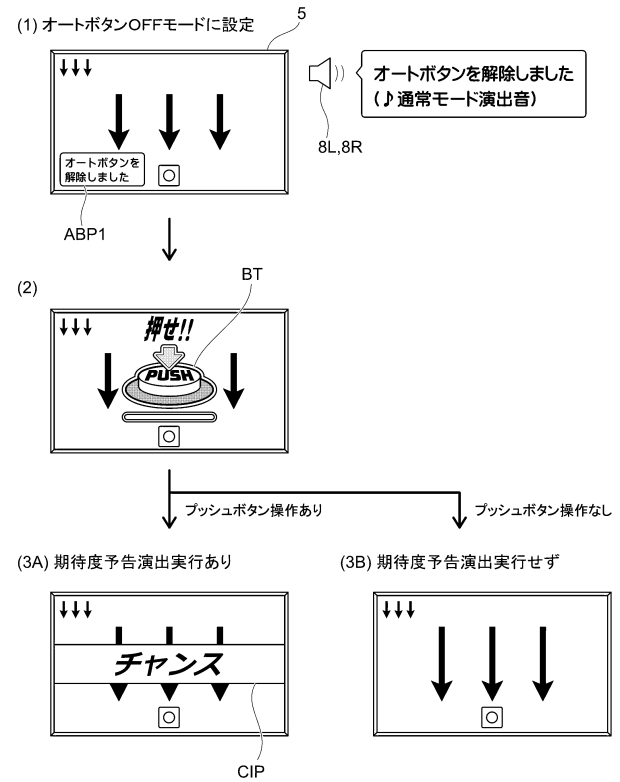 (1) オートボタンOFFモードに設定
5
オートボタンを解除しました
(♪通常モード演出音)
8L,8R
オートボタンを
解除しました
ABP1
(2)
BT
押せ!!
PUSH
プッシュボタン操作あり
プッシュボタン操作なし
(3A) 期待度予告演出実行あり
(3B) 期待度予告演出実行せず
チャンス
CIP